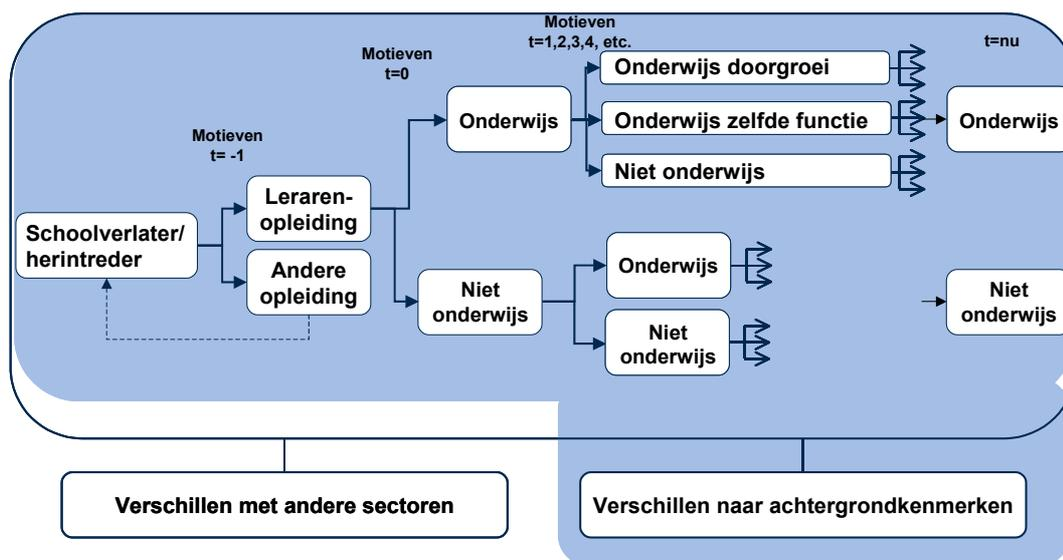 Motieven
t= -1
Motieven
t=0
Motieven
t=1,2,3,4, etc.
t=nu
Schoolverlater/
herintreder
Leraren-
opleiding
Andere
opleiding
Onderwijs
Niet
onderwijs
Onderwijs doorgroei
Onderwijs zelfde functie
Niet onderwijs
Onderwijs
Niet
onderwijs
Onderwijs
Niet
onderwijs
Verschillen met andere sectoren
Verschillen naar achtergrondkenmerken